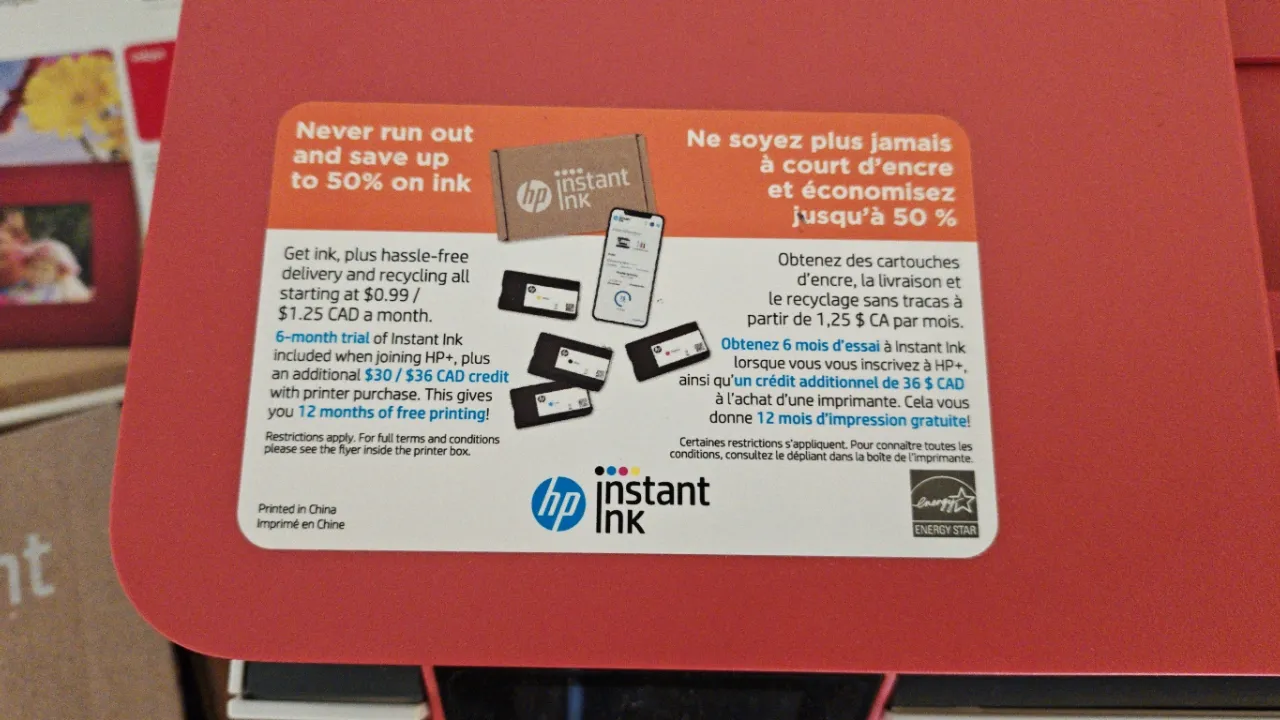 Never run out
and save up
to 50% on ink
hp instant
ink
Ne soyez plus jamais
à court d'encre
et économisez
jusqu'à 50 %
Get ink, plus hassle-free
delivery and recycling all
starting at $0.99 /
$1.25 CAD a month.
6-month trial of Instant Ink
included when joining HP+, plus
an additional $30 / $36 CAD credit
with printer purchase. This gives
you 12 months of free printing!
Restrictions apply. For full terms and conditions
please see the flyer inside the printer box.
Obtenez des cartouches
d'encre, la livraison et
le recyclage sans tracas à
partir de 1,25 $ CA par mois.
Obtenez 6 mois d'essai à Instant Ink
lorsque vous vous inscrivez à HP+,
ainsi qu'un crédit additionnel de 36 $ CAD
à l'achat d'une imprimante. Cela vous
donne 12 mois d'impression gratuite!
Certaines restrictions s'appliquent. Pour connaître toutes les
conditions, consultez le dépliant dans la boîte de l'imprimante.
Printed in China
Imprimé en Chine
hp instant
ink
energy
ENERGY STAR
nt